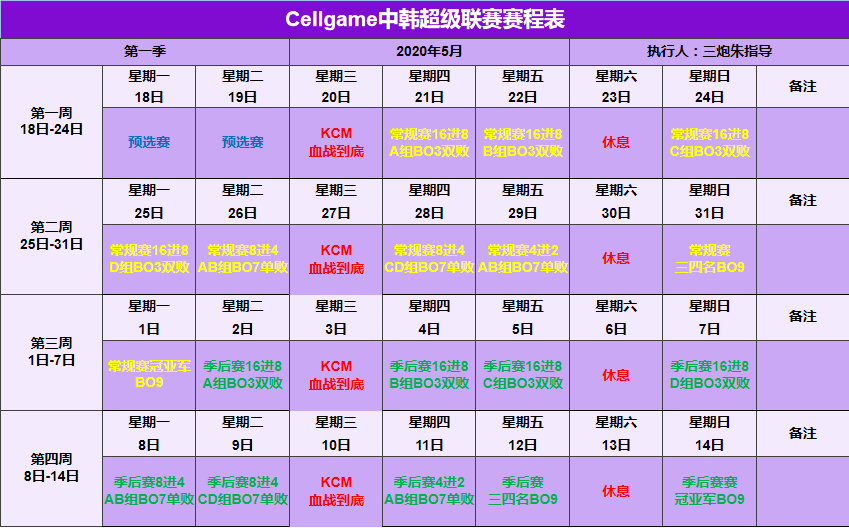 Cellgame中韩超级联赛赛程表
第一季
2020年5月
执行人：三炮朱指导
第一周
18日-24日
星期一
18日
星期二
19日
星期三
20日
星期四
21日
星期五
22日
星期六
23日
星期日
24日
备注
预选赛
预选赛
KCM
血战到底
常规赛16进8
A组BO3双败
常规赛16进8
B组BO3双败
休息
常规赛16进8
C组BO3双败
第二周
25日-31日
星期一
25日
星期二
26日
星期三
27日
星期四
28日
星期五
29日
星期六
30日
星期日
31日
备注
常规赛16进8
D组BO3双败
常规赛8进4
AB组BO7单败
KCM
血战到底
常规赛8进4
CD组BO7单败
常规赛4进2
AB组BO7单败
休息
常规赛
三四名BO9
第三周
1日-7日
星期一
1日
星期二
2日
星期三
3日
星期四
4日
星期五
5日
星期六
6日
星期日
7日
备注
常规赛冠亚军
BO9
季后赛16进8
A组BO3双败
KCM
血战到底
季后赛16进8
B组BO3双败
季后赛16进8
C组BO3双败
休息
季后赛16进8
D组BO3双败
第四周
8日-14日
星期一
8日
星期二
9日
星期三
10日
星期四
11日
星期五
12日
星期六
13日
星期日
14日
备注
季后赛8进4
AB组BO7单败
季后赛8进4
CD组BO7单败
KCM
血战到底
季后赛4进2
AB组BO7单败
季后赛
三四名BO9
休息
季后赛赛
冠亚军BO9